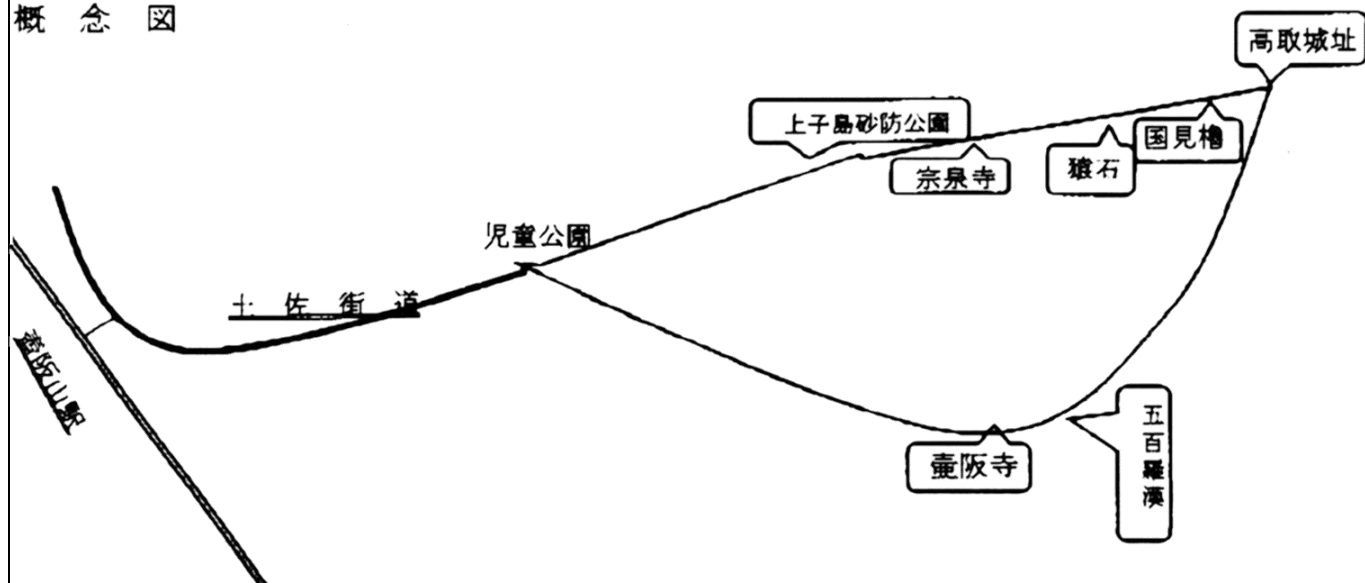 概念図
高取城址
上子島砂防公園
国見櫓
猿石
宗泉寺
児童公園
土佐街道
壺阪山駅
五百羅漢
壺阪寺